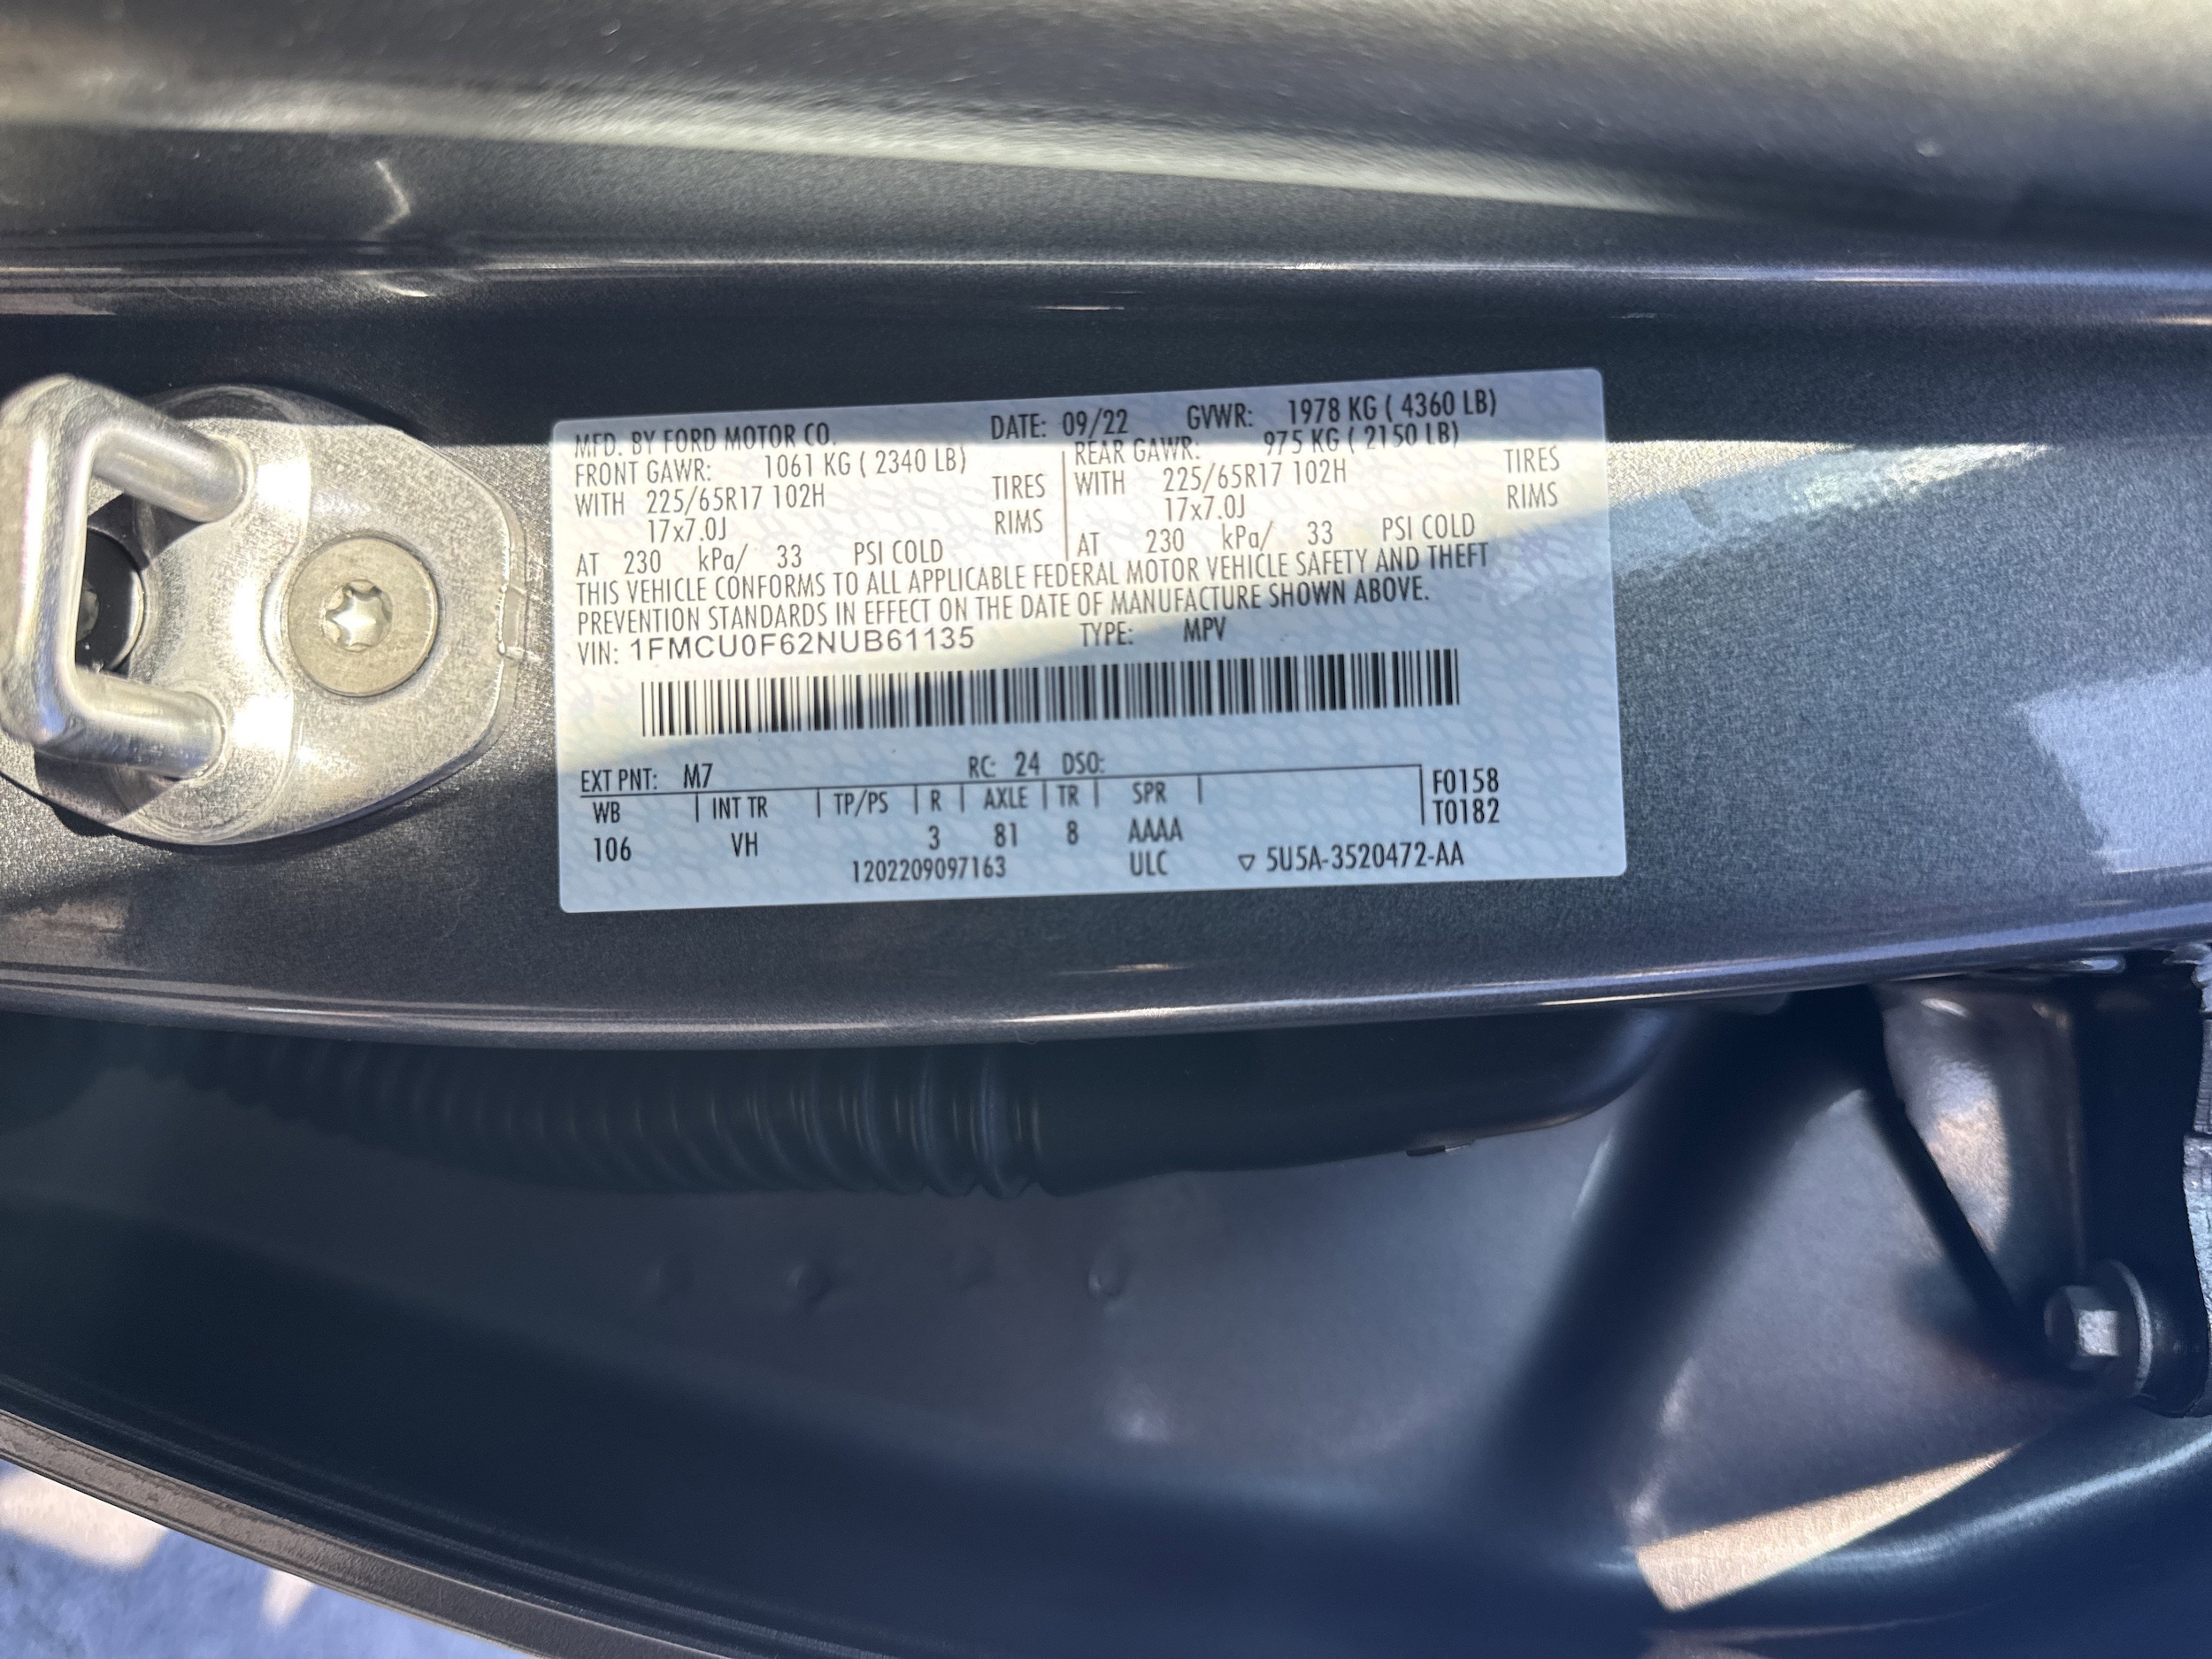 MFD. BY FORD MOTOR CO. DATE: 09/22 GVWR: 1978 KG ( 4360 LB)
FRONT GAWR: 1061 KG ( 2340 LB) REAR GAWR: 975 KG ( 2150 LB)
WITH 225/65R17 102H TIRES WITH 225/65R17 102H TIRES
17x7.0J RIMS 17x7.0J RIMS
AT 230 kPa/ 33 PSI COLD AT 230 kPa/ 33 PSI COLD
THIS VEHICLE CONFORMS TO ALL APPLICABLE FEDERAL MOTOR VEHICLE SAFETY AND THEFT
PREVENTION STANDARDS IN EFFECT ON THE DATE OF MANUFACTURE SHOWN ABOVE.
VIN: 1FMCU0F62NUB61135 TYPE: MPV
EXT PNT: M7 RC: 24 DSO:
WB | INT TR | TP/PS | R | AXLE | TR | SPR | F0158
T0182
106 VH 3 81 8 AAAA
1202209097163 ULC ▽ 5U5A-3520472-AA